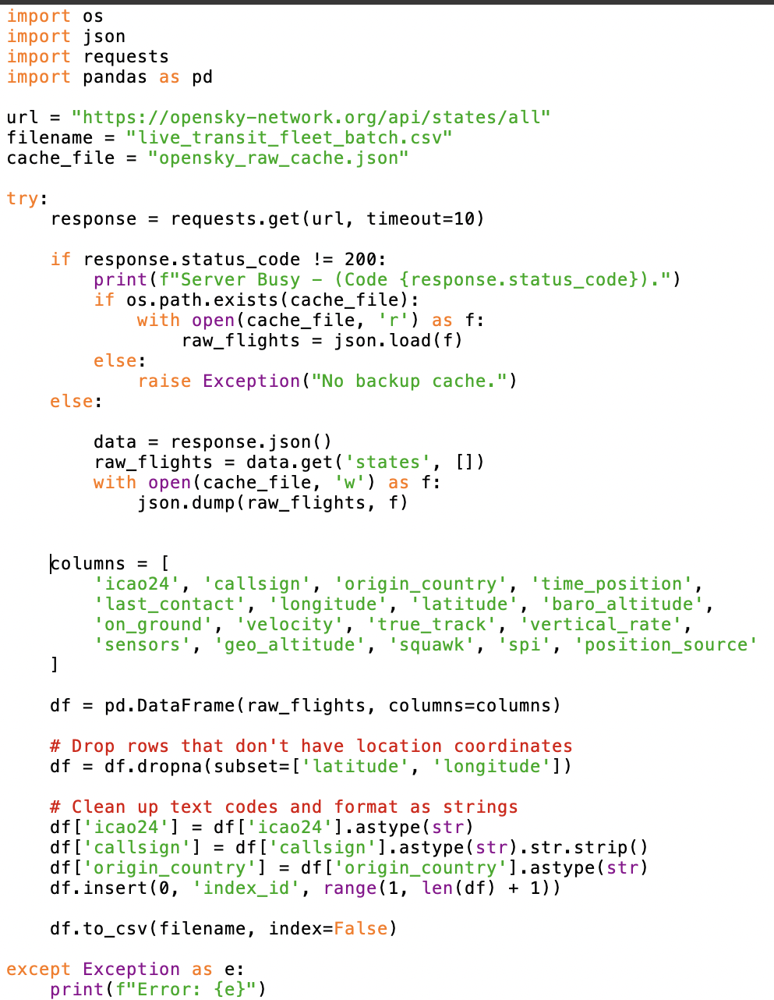 import os
import json
import requests
import pandas as pd
url = "https://opensky-network.org/api/states/all"
filename = "live_transit_fleet_batch.csv"
cache_file = "opensky_raw_cache.json"
try:
    response = requests.get(url, timeout=10)
    if response.status_code != 200:
        print(f"Server Busy - (Code {response.status_code}).")
        if os.path.exists(cache_file):
            with open(cache_file, 'r') as f:
                raw_flights = json.load(f)
        else:
            raise Exception("No backup cache.")
    else:
        data = response.json()
        raw_flights = data.get('states', [])
        with open(cache_file, 'w') as f:
            json.dump(raw_flights, f)
    columns = [
        'icao24', 'callsign', 'origin_country', 'time_position',
        'last_contact', 'longitude', 'latitude', 'baro_altitude',
        'on_ground', 'velocity', 'true_track', 'vertical_rate',
        'sensors', 'geo_altitude', 'squawk', 'spi', 'position_source'
    ]
    df = pd.DataFrame(raw_flights, columns=columns)
    # Drop rows that don't have location coordinates
    df = df.dropna(subset=['latitude', 'longitude'])
    # Clean up text codes and format as strings
    df['icao24'] = df['icao24'].astype(str)
    df['callsign'] = df['callsign'].astype(str).str.strip()
    df['origin_country'] = df['origin_country'].astype(str)
    df.insert(0, 'index_id', range(1, len(df) + 1))
    df.to_csv(filename, index=False)
except Exception as e:
    print(f"Error: {e}")